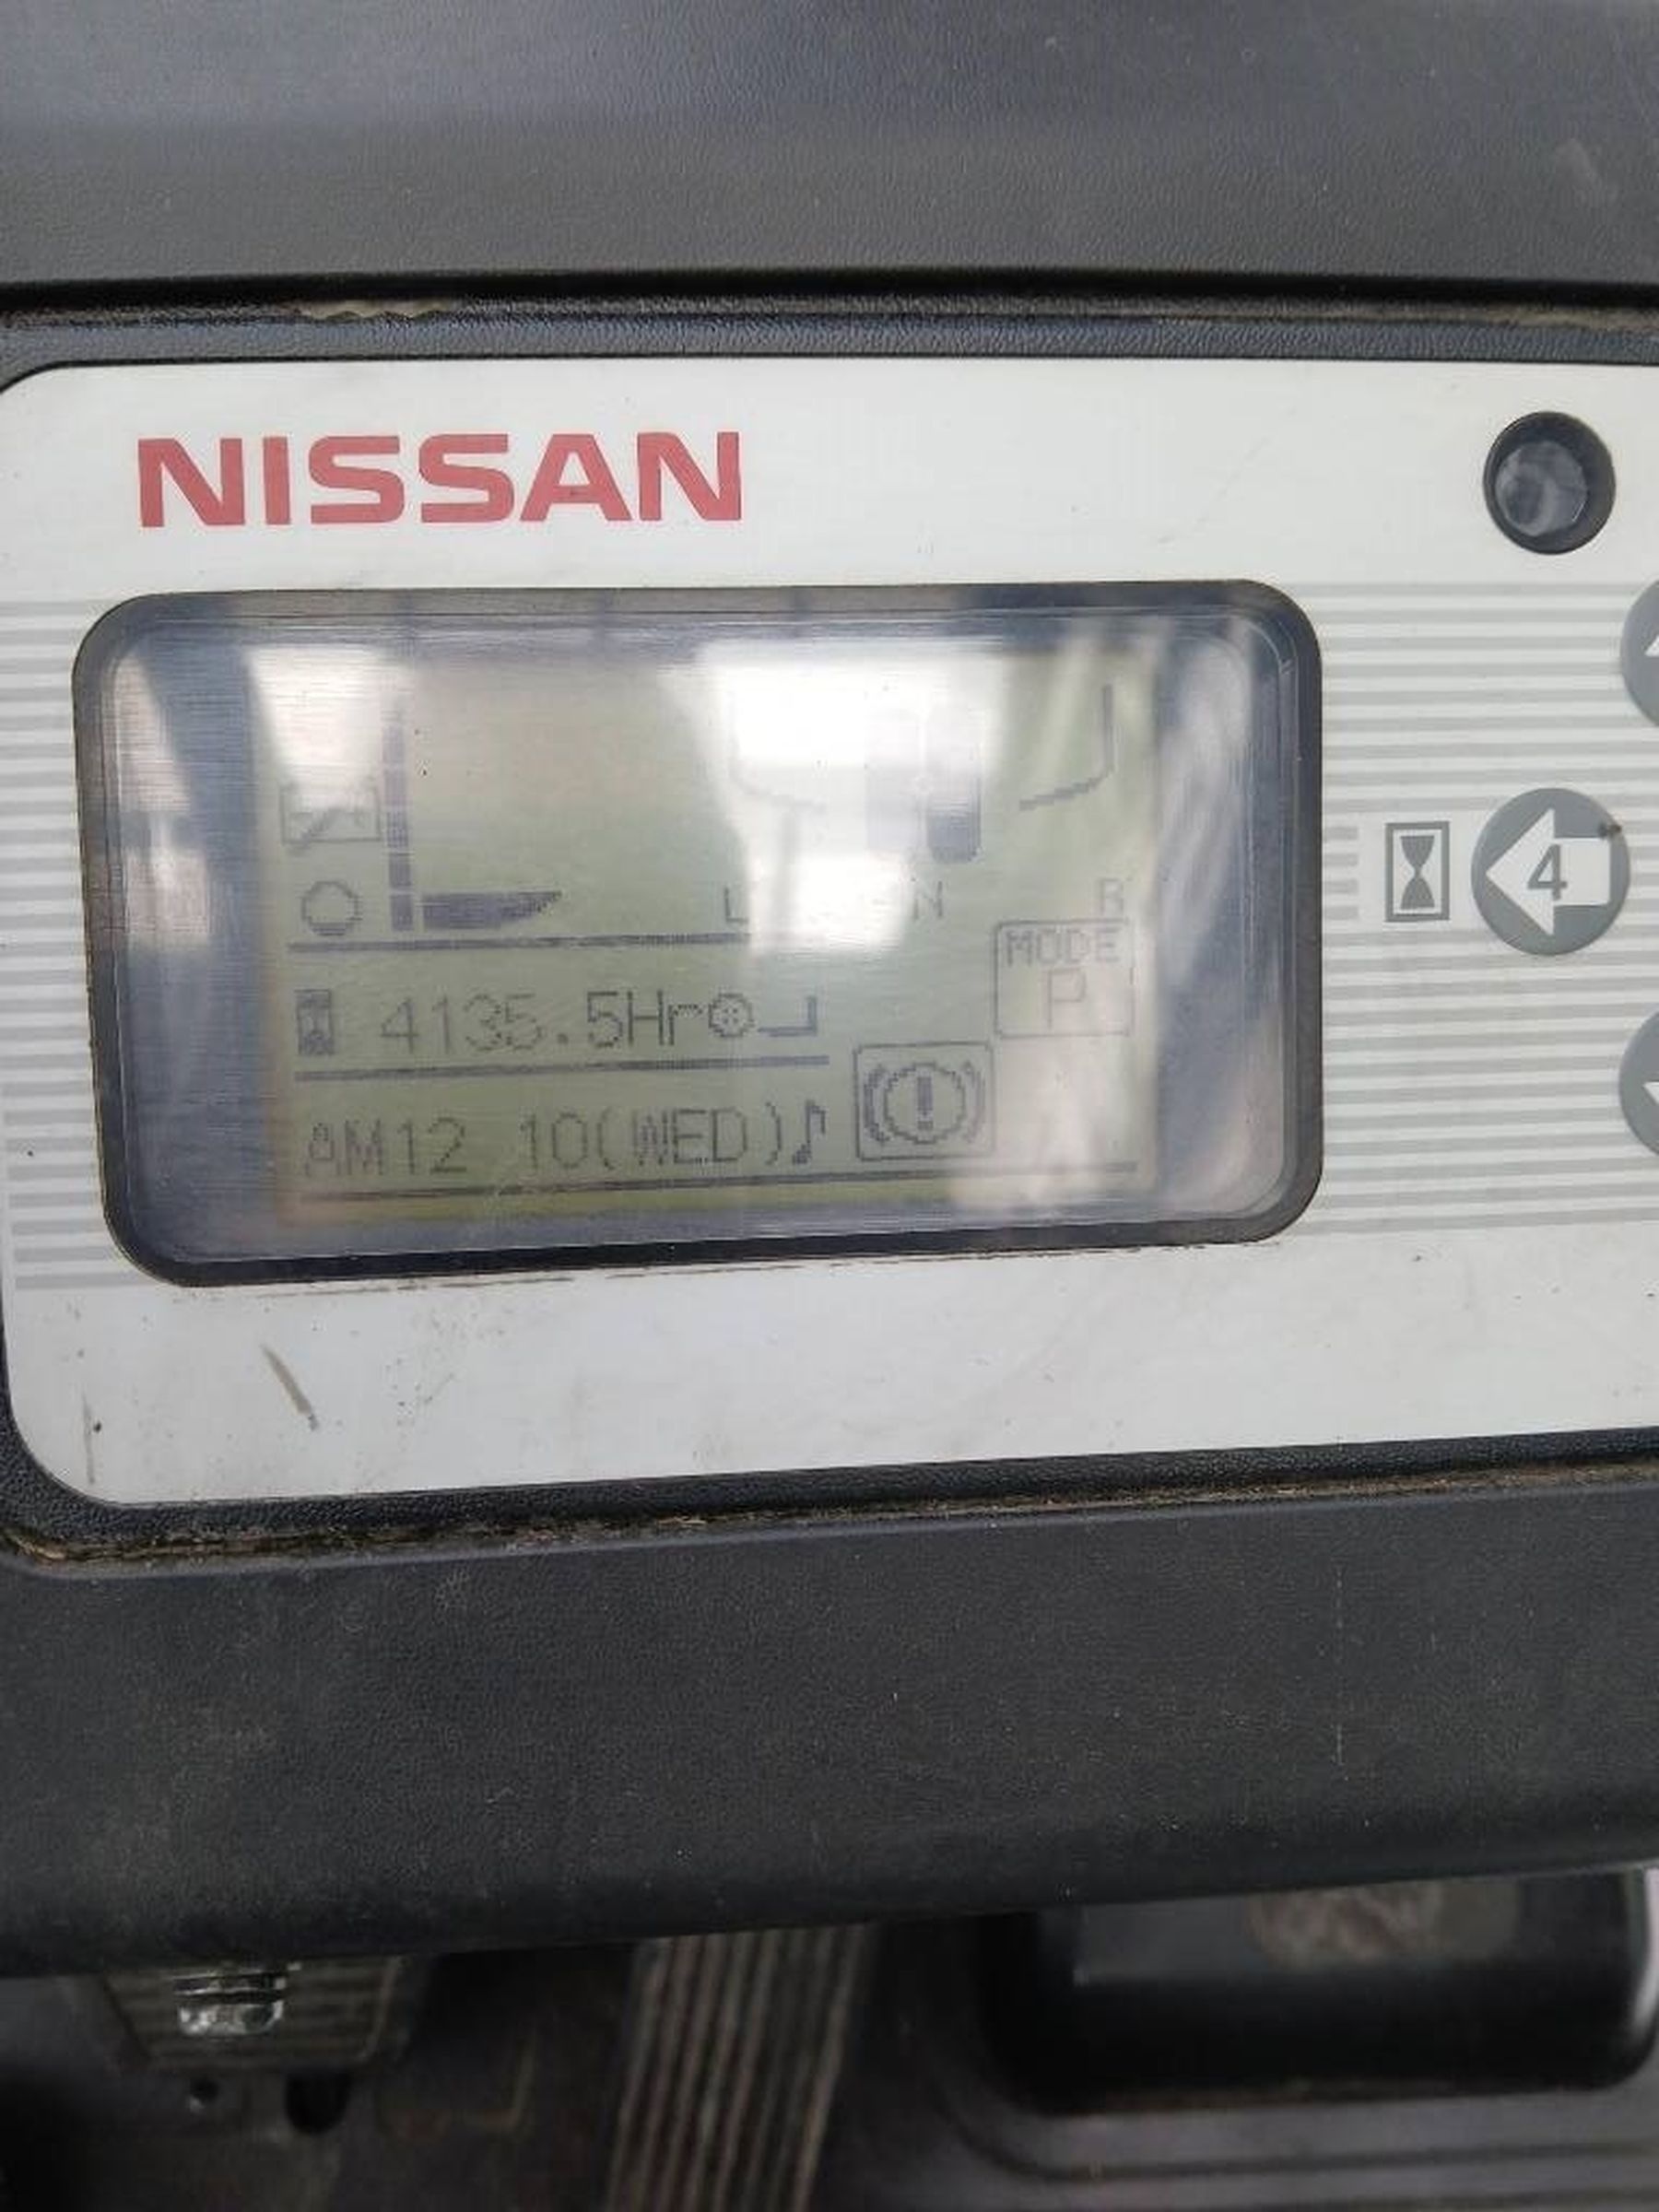 NISSAN
L N R
4
MODE
P
4135.5Hr
AM12 10(WED)